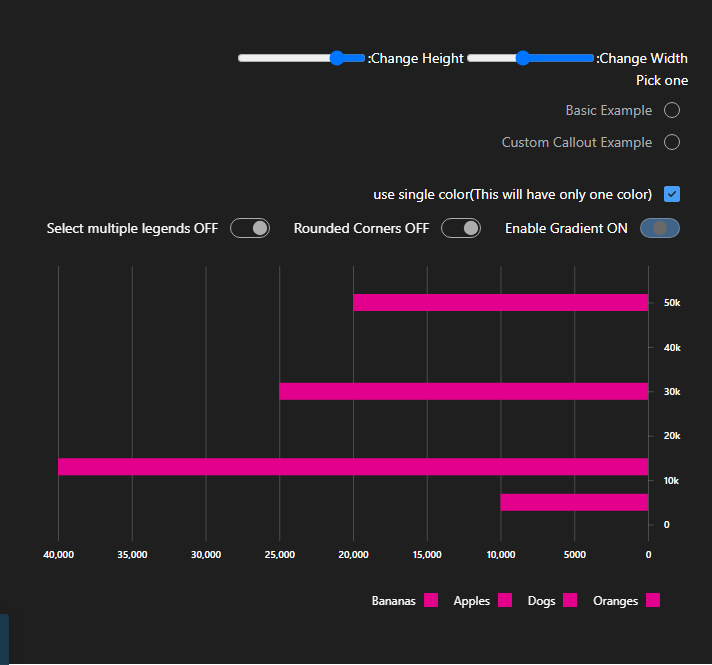 :Change Height :Change Width
Pick one
Basic Example
Custom Callout Example
use single color(This will have only one color)
Select multiple legends OFF Rounded Corners OFF Enable Gradient ON
50k
40k
30k
20k
10k
0
40,000 35,000 30,000 25,000 20,000 15,000 10,000 5000 0
Bananas Apples Dogs Oranges